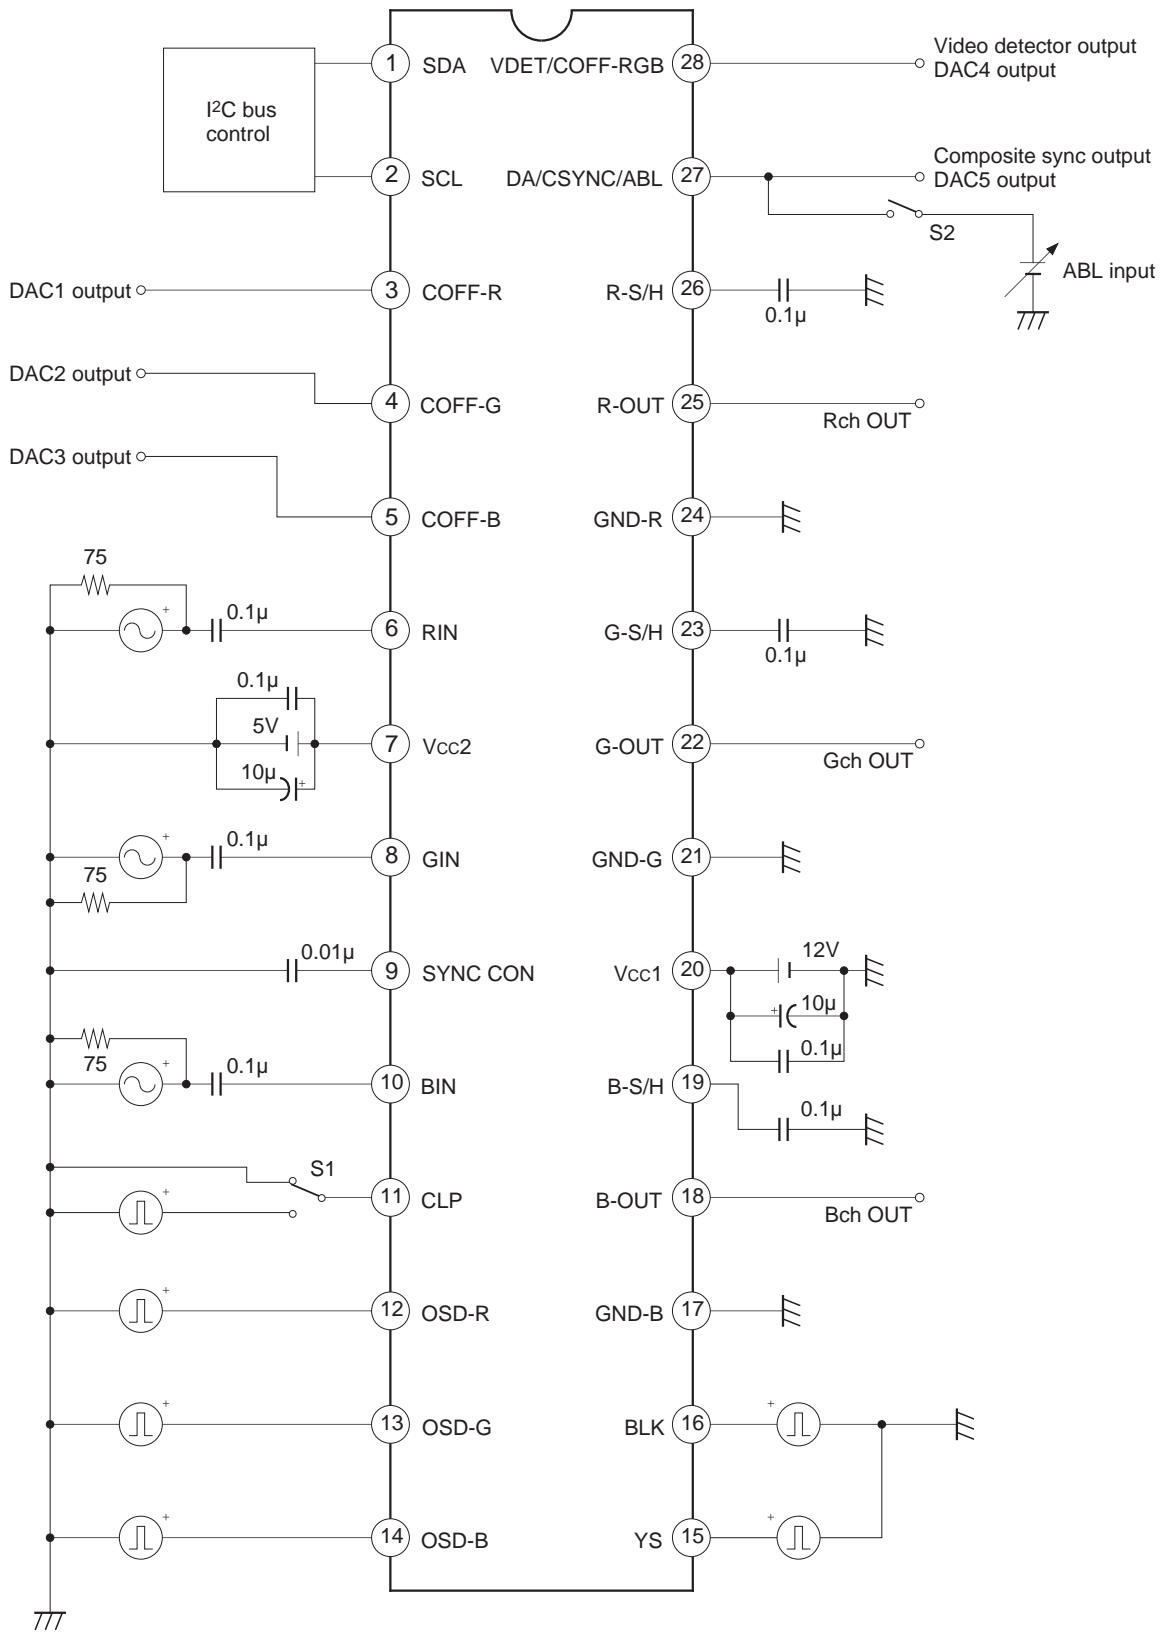 1 SDA VDET/COFF-RGB 28
Video detector output
DAC4 output
I²C bus
control
2 SCL DA/CSYNC/ABL 27
Composite sync output
DAC5 output
S2
ABL input
DAC1 output 3 COFF-R R-S/H 26
0.1µ
DAC2 output
4 COFF-G R-OUT 25
Rch OUT
DAC3 output
5 COFF-B GND-R 24
75
+ 0.1µ
6 RIN G-S/H 23
0.1µ
0.1µ
5V
7 Vcc2 G-OUT 22
Gch OUT
10µ
+
+ 0.1µ
8 GIN GND-G 21
75
0.01µ
9 SYNC CON Vcc1 20
12V
+ 10µ
0.1µ
75
+ 0.1µ
10 BIN B-S/H 19
0.1µ
S1
+
11 CLP B-OUT 18
Bch OUT
+
12 OSD-R GND-B 17
+
13 OSD-G BLK 16
+
+
14 OSD-B YS 15
+